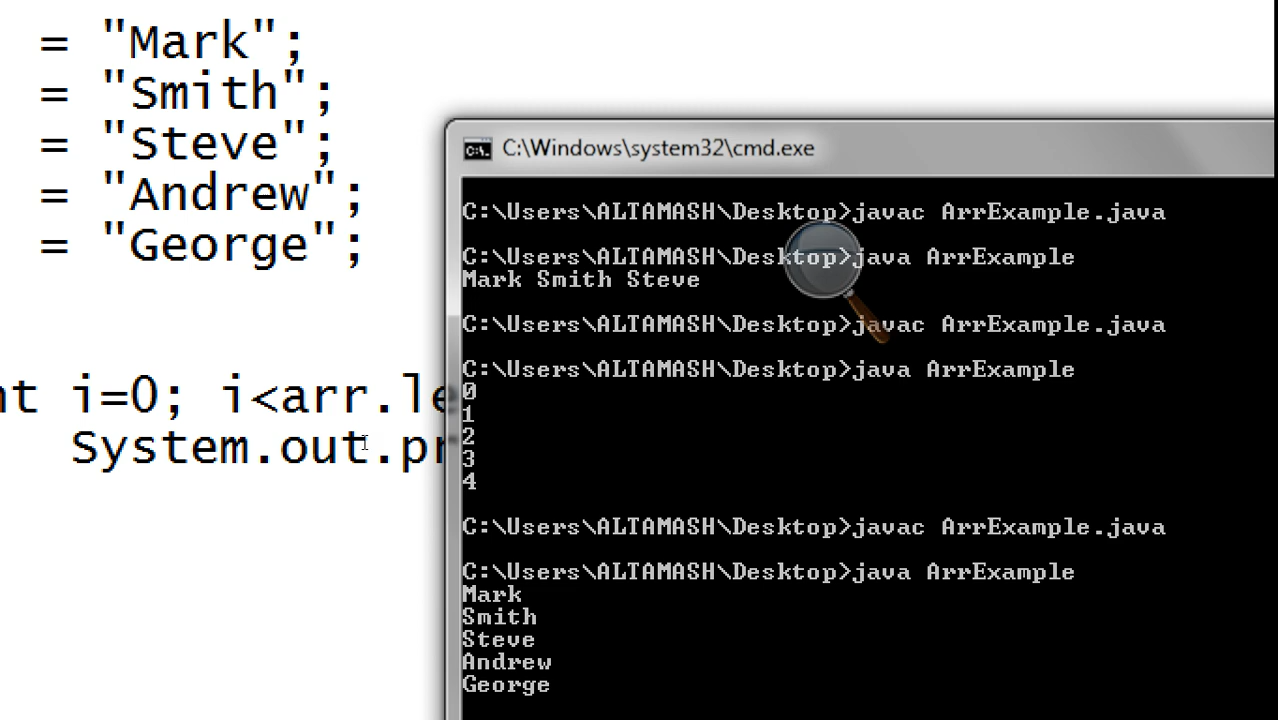 = "Mark";
= "Smith";
= "Steve";
= "Andrew";
= "George";
nt i=0; i<arr.le
System.out.pr
C:\Windows\system32\cmd.exe
C:\Users\ALTAMASH\Desktop>javac ArrExample.java
C:\Users\ALTAMASH\Desktop>java ArrExample
Mark Smith Steve
C:\Users\ALTAMASH\Desktop>javac ArrExample.java
C:\Users\ALTAMASH\Desktop>java ArrExample
0
1
2
3
4
C:\Users\ALTAMASH\Desktop>javac ArrExample.java
C:\Users\ALTAMASH\Desktop>java ArrExample
Mark
Smith
Steve
Andrew
George